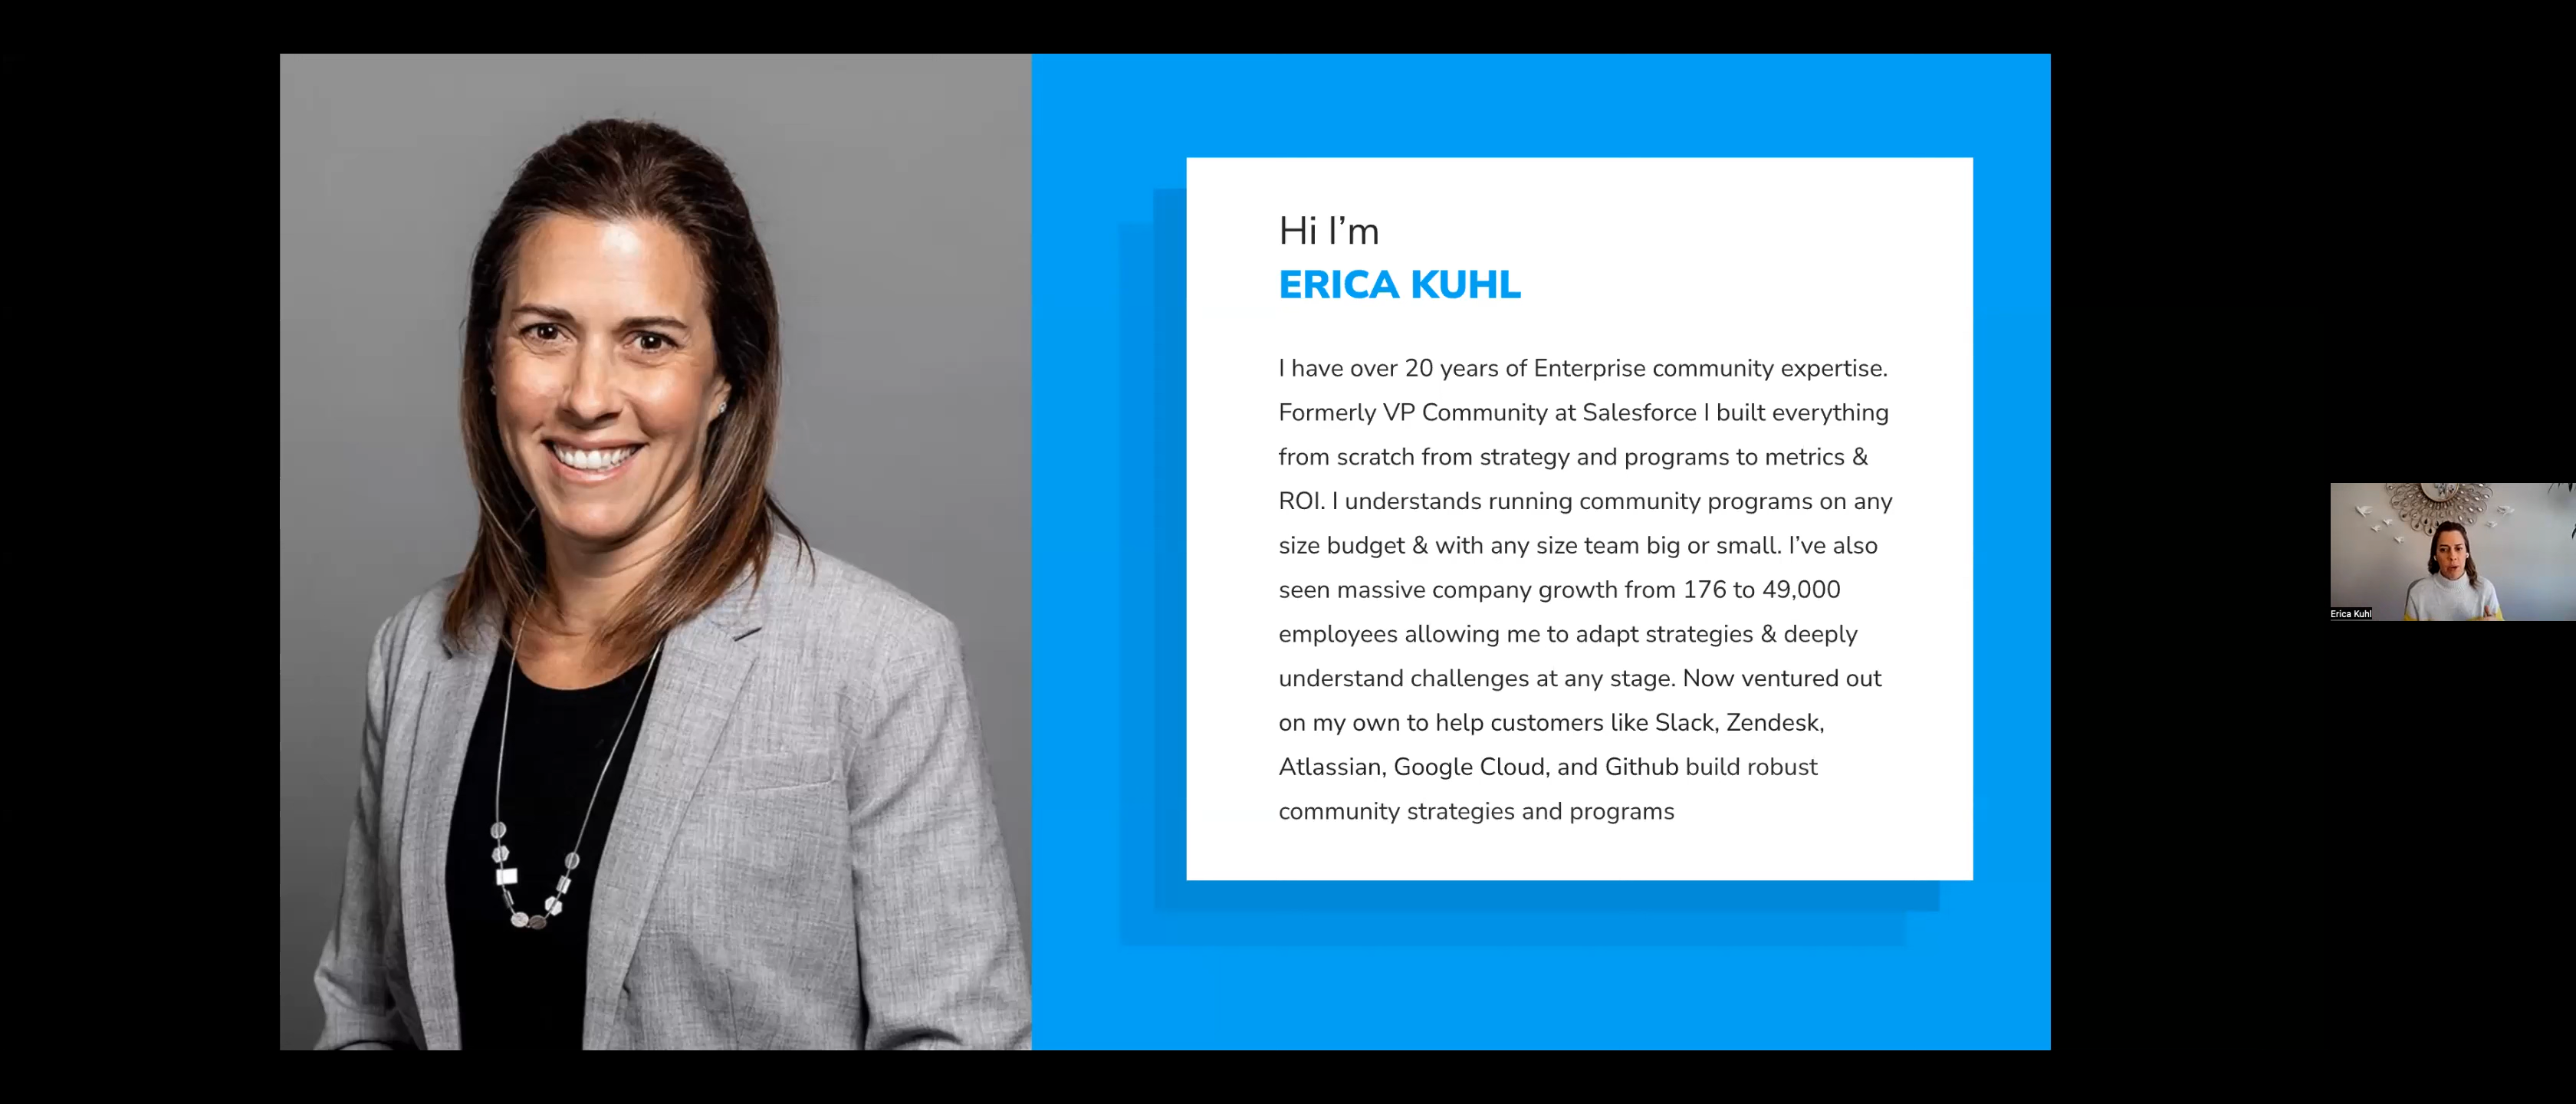 Hi I’m
ERICA KUHL
I have over 20 years of Enterprise community expertise.
Formerly VP Community at Salesforce I built everything
from scratch from strategy and programs to metrics &
ROI. I understands running community programs on any
size budget & with any size team big or small. I’ve also
seen massive company growth from 176 to 49,000
employees allowing me to adapt strategies & deeply
understand challenges at any stage. Now ventured out
on my own to help customers like Slack, Zendesk,
Atlassian, Google Cloud, and Github build robust
community strategies and programs
Erica Kuhl